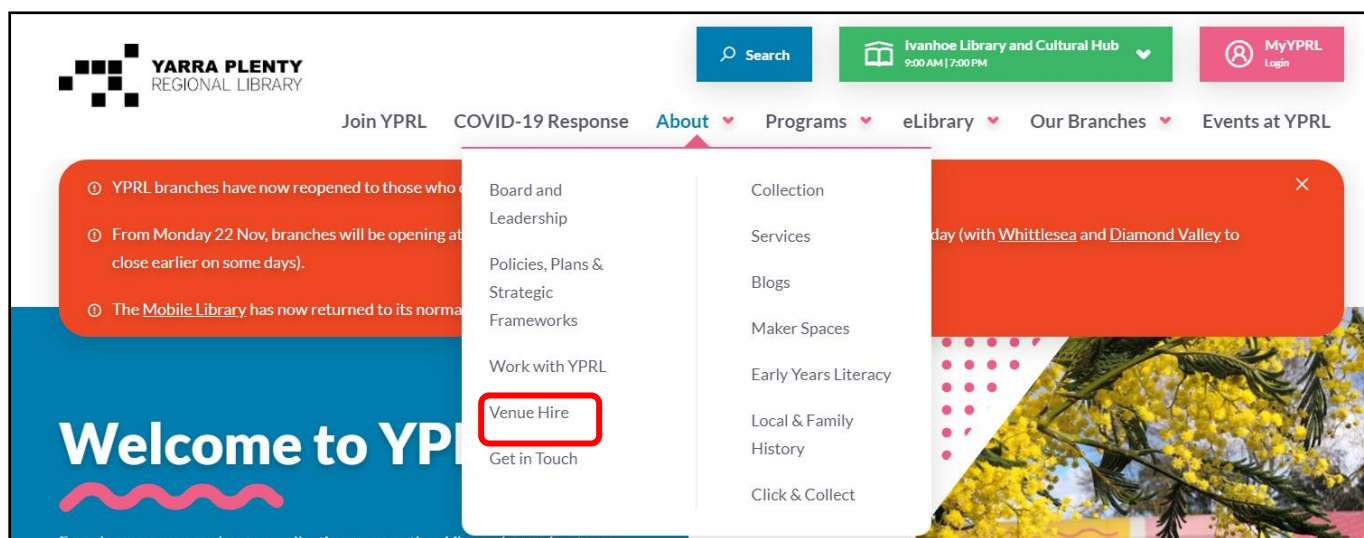 YARRA PLENTY
REGIONAL LIBRARY
Search
Ivanhoe Library and Cultural Hub
9:00 AM | 7:00 PM
MyYPRL
Login
Join YPRL
COVID-19 Response
About
Programs
eLibrary
Our Branches
Events at YPRL
YPRL branches have now reopened to those who
From Monday 22 Nov, branches will be opening at
day (with Whittlesea and Diamond Valley to
close earlier on some days).
The Mobile Library has now returned to its norma
Board and
Leadership
Policies, Plans &
Strategic
Frameworks
Work with YPRL
Venue Hire
Get in Touch
Collection
Services
Blogs
Maker Spaces
Early Years Literacy
Local & Family
History
Click & Collect
Welcome to YP